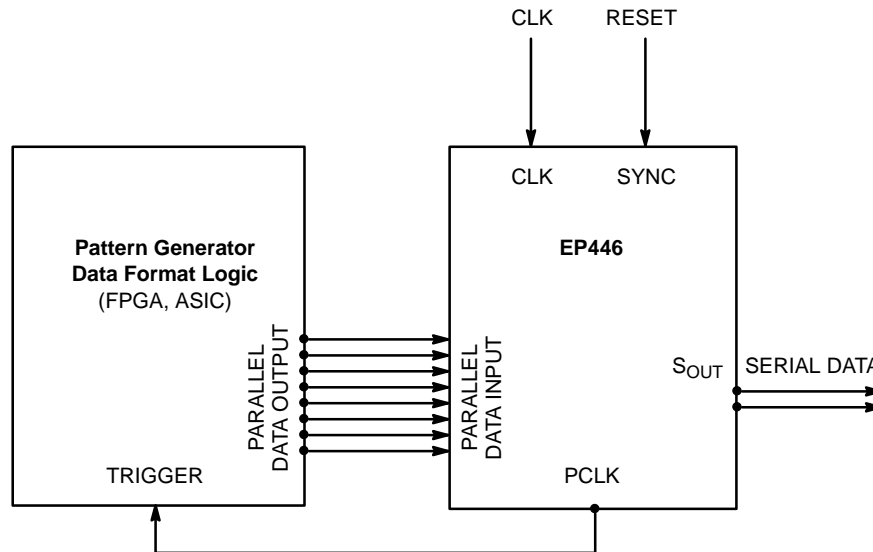 CLK RESET
CLK SYNC
Pattern Generator
Data Format Logic
(FPGA, ASIC)
EP446
PARALLEL
DATA OUTPUT
PARALLEL
DATA INPUT
SOUT SERIAL DATA
TRIGGER PCLK